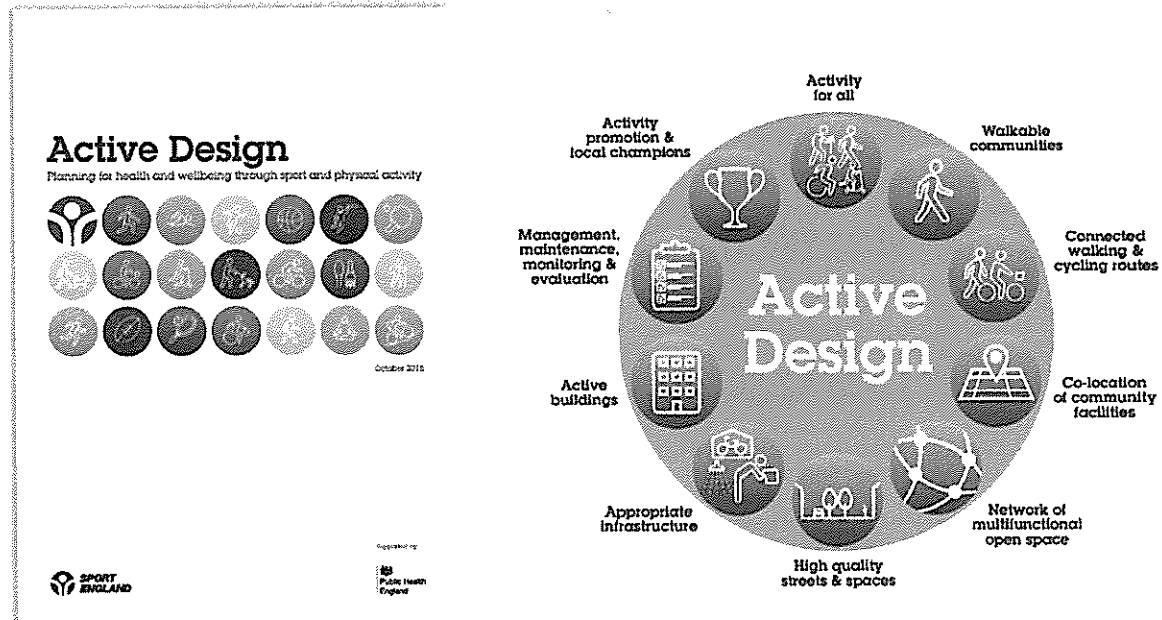 Active Design
Planning for health and wellbeing through sport and physical activity
October 2015
Supported by
SPORT
ENGLAND
Public Health
England
Activity
for all
Walkable
communities
Connected
walking &
cycling routes
Co-location
of community
facilities
Network of
multifunctional
open space
High quality
streets & spaces
Appropriate
infrastructure
Active
buildings
Management,
maintenance,
monitoring &
evaluation
Activity
promotion &
local champions
Active
Design